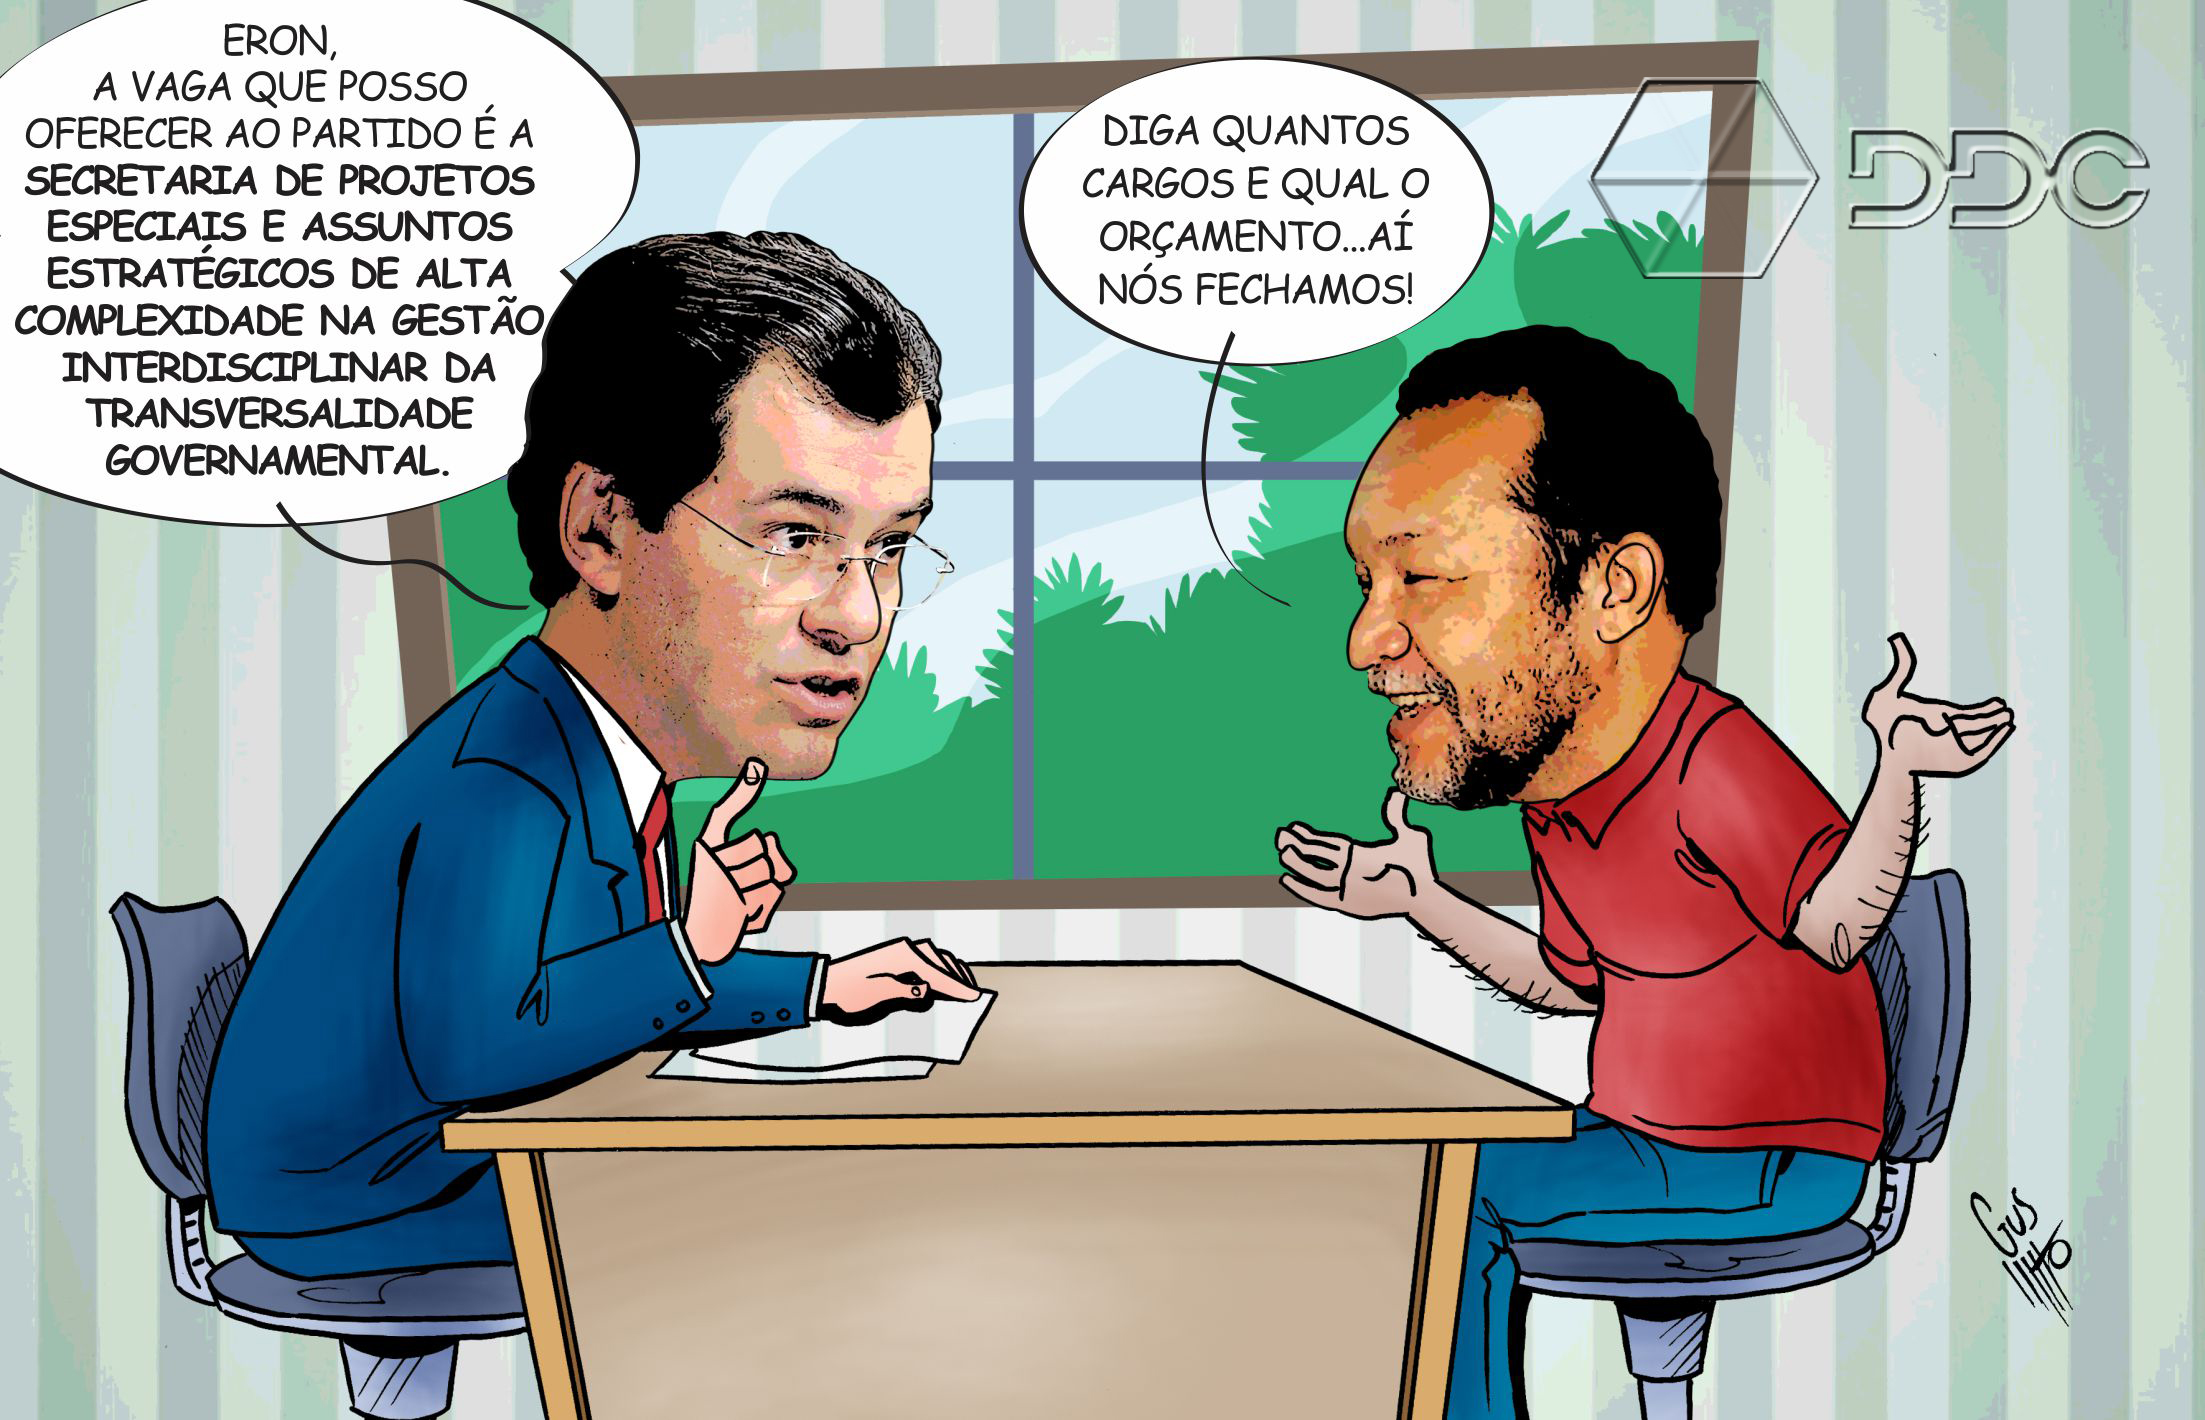 ERON,
A VAGA QUE POSSO
OFERECER AO PARTIDO É A
SECRETARIA DE PROJETOS
ESPECIAIS E ASSUNTOS
ESTRATÉGICOS DE ALTA
COMPLEXIDADE NA GESTÃO
INTERDISCIPLINAR DA
TRANSVERSALIDADE
GOVERNAMENTAL.
DIGA QUANTOS
CARGOS E QUAL O
ORÇAMENTO...AÍ
NÓS FECHAMOS!
DDC